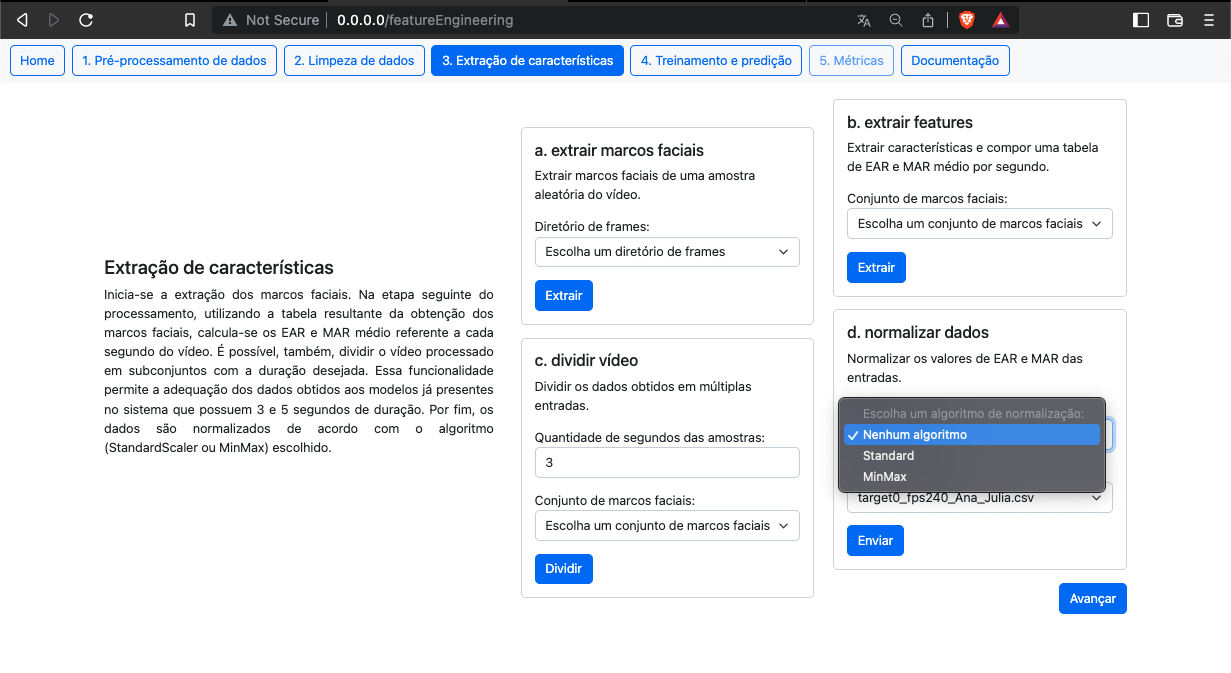 Not Secure 0.0.0.0/featureEngineering
Home 1. Pré-processamento de dados 2. Limpeza de dados 3. Extração de características 4. Treinamento e predição 5. Métricas Documentação
Extração de características
Inicia-se a extração dos marcos faciais. Na etapa seguinte do
processamento, utilizando a tabela resultante da obtenção dos
marcos faciais, calcula-se os EAR e MAR médio referente a cada
segundo do vídeo. É possível, também, dividir o vídeo processado
em subconjuntos com a duração desejada. Essa funcionalidade
permite a adequação dos dados obtidos aos modelos já presentes
no sistema que possuem 3 e 5 segundos de duração. Por fim, os
dados são normalizados de acordo com o algoritmo
(StandardScaler ou MinMax) escolhido.
a. extrair marcos faciais
Extrair marcos faciais de uma amostra
aleatória do vídeo.
Diretório de frames:
Escolha um diretório de frames
Extrair
b. extrair features
Extrair características e compor uma tabela
de EAR e MAR médio por segundo.
Conjunto de marcos faciais:
Escolha um conjunto de marcos faciais
Extrair
c. dividir vídeo
Dividir os dados obtidos em múltiplas
entradas.
Quantidade de segundos das amostras:
3
Conjunto de marcos faciais:
Escolha um conjunto de marcos faciais
Dividir
d. normalizar dados
Normalizar os valores de EAR e MAR das
entradas.
Escolha um algoritmo de normalização:
Nenhum algoritmo
Standard
MinMax
target0_fps240_Ana_Julia.csv
Enviar
Avançar